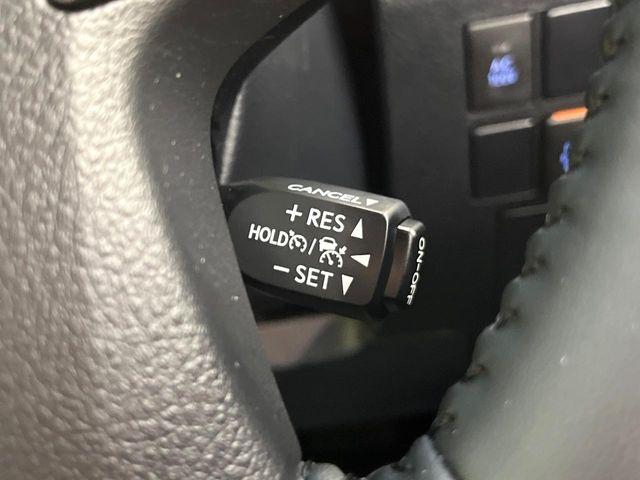 CANCEL▼
+ RES ▲
HOLD / ◀
− SET ▼
ON-OFF